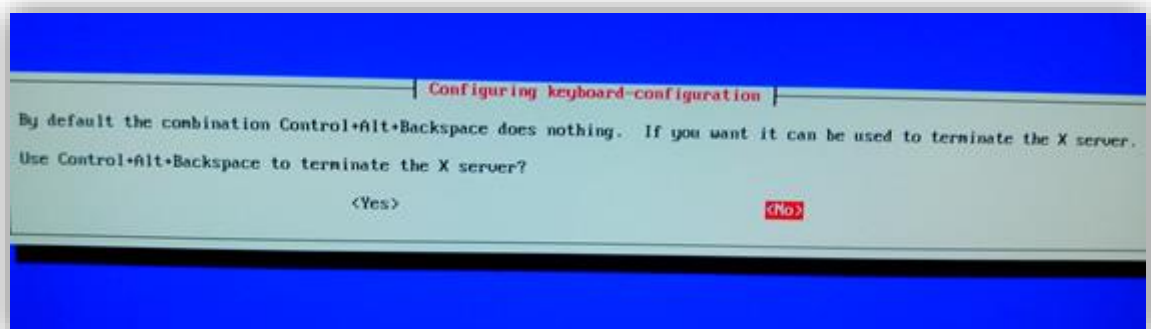 Configuring keyboard-configuration
By default the combination Control+Alt+Backspace does nothing.  If you want it can be used to terminate the X server.
Use Control+Alt+Backspace to terminate the X server?
<Yes> <No>